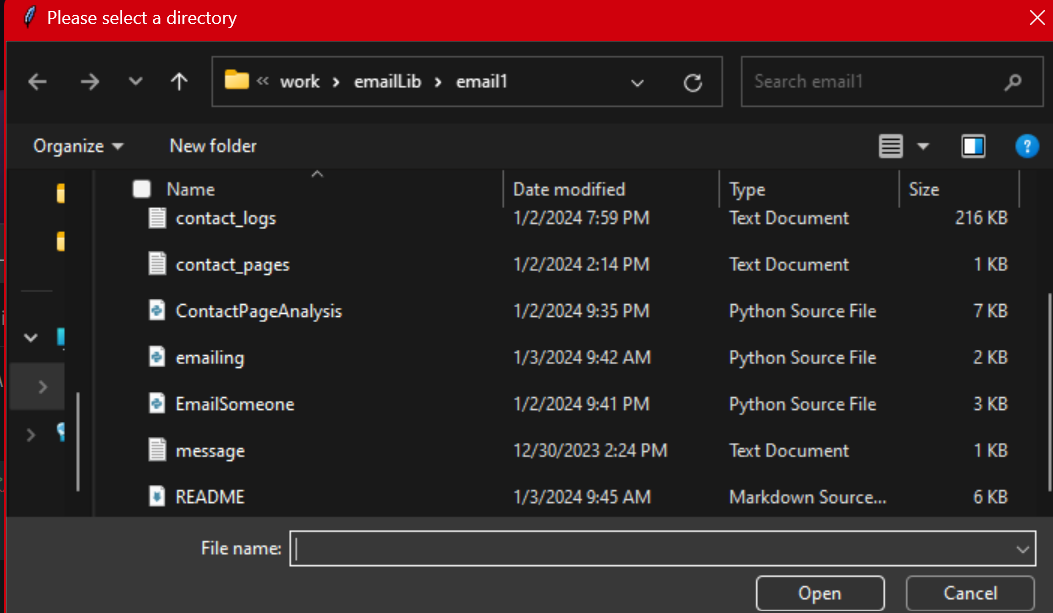 Please select a directory
« work › emailLib › email1
Search email1
Organize
New folder
Name Date modified Type Size
contact_logs 1/2/2024 7:59 PM Text Document 216 KB
contact_pages 1/2/2024 2:14 PM Text Document 1 KB
ContactPageAnalysis 1/2/2024 9:35 PM Python Source File 7 KB
emailing 1/3/2024 9:42 AM Python Source File 2 KB
EmailSomeone 1/2/2024 9:41 PM Python Source File 3 KB
message 12/30/2023 2:24 PM Text Document 1 KB
README 1/3/2024 9:45 AM Markdown Source... 6 KB
File name:
Open Cancel